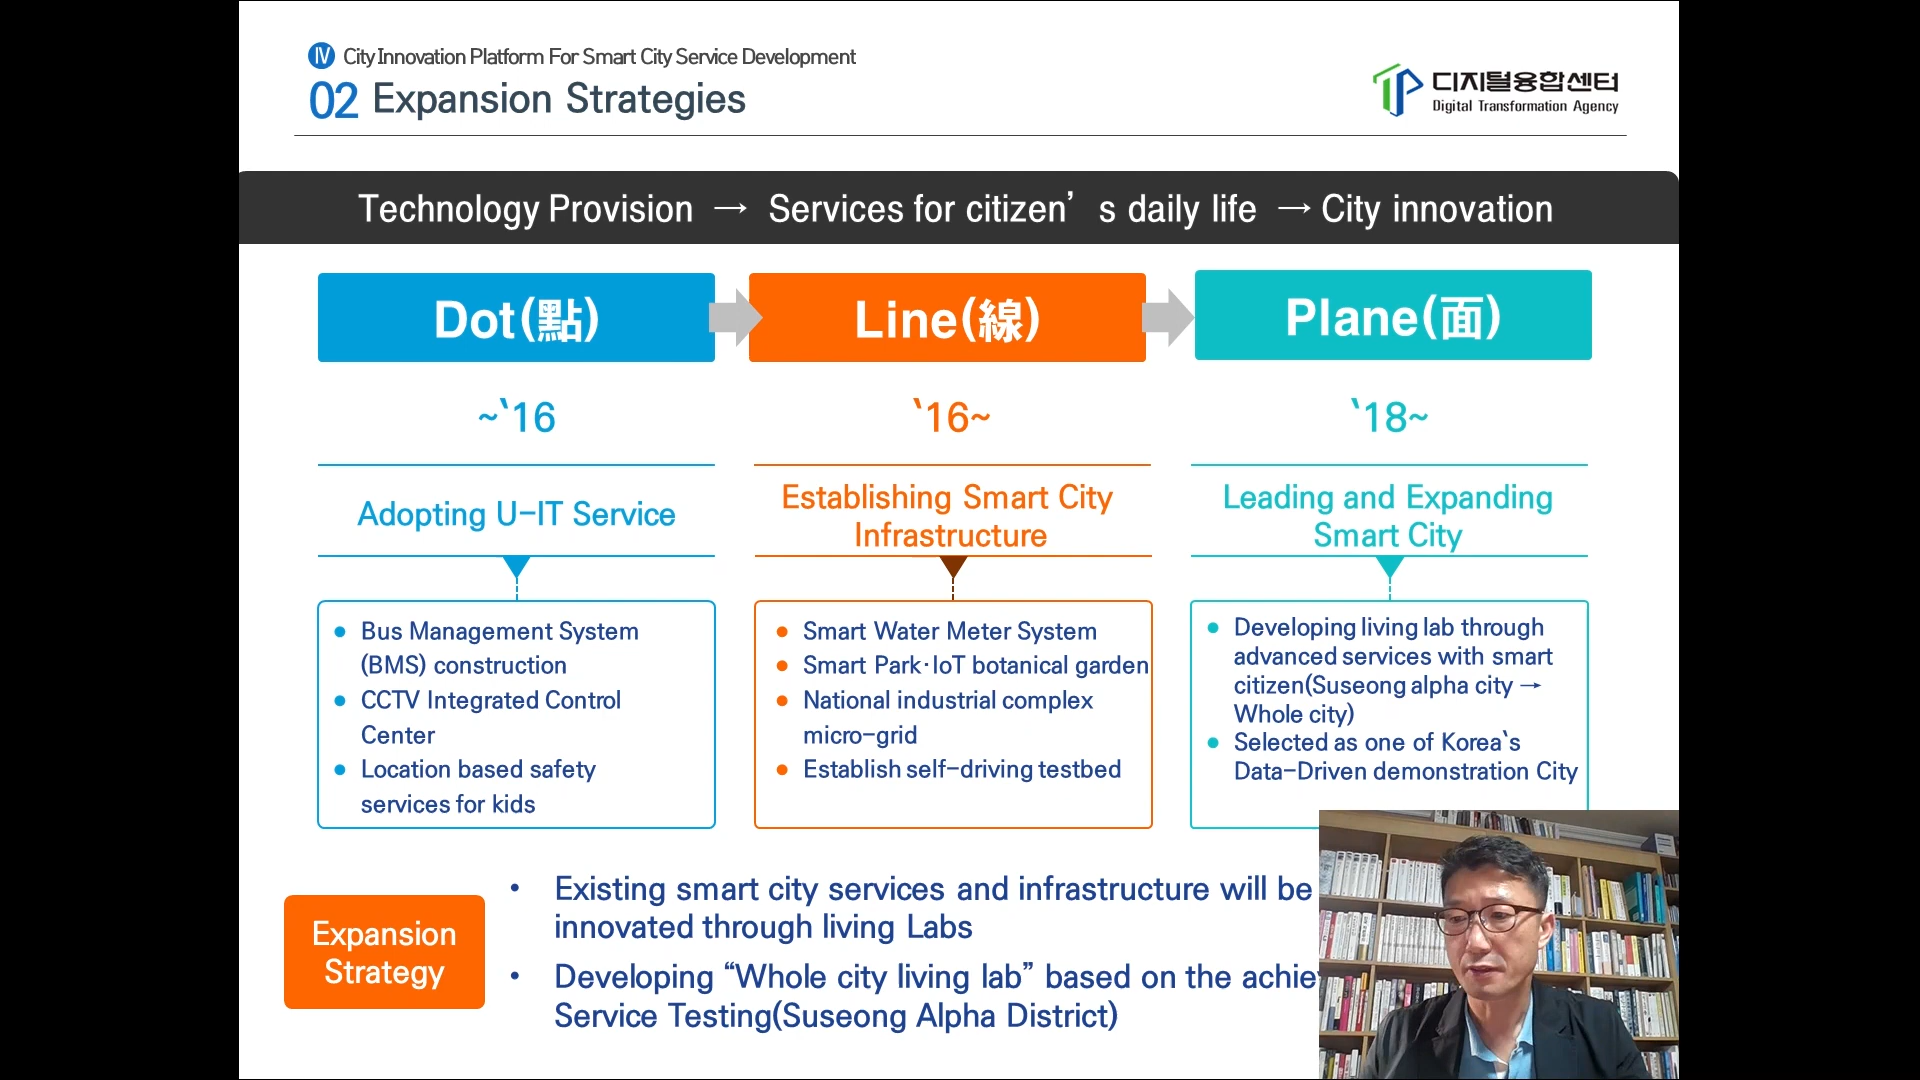 IV City Innovation Platform For Smart City Service Development
02 Expansion Strategies
디지털융합센터
Digital Transformation Agency
Technology Provision → Services for citizen’ s daily life → City innovation
Dot(點)
~`16
Adopting U-IT Service
• Bus Management System
(BMS) construction
• CCTV Integrated Control
Center
• Location based safety
services for kids
Line(線)
`16~
Establishing Smart City
Infrastructure
• Smart Water Meter System
• Smart Park·IoT botanical garden
• National industrial complex
micro-grid
• Establish self-driving testbed
Plane(面)
`18~
Leading and Expanding
Smart City
• Developing living lab through
advanced services with smart
citizen(Suseong alpha city →
Whole city)
• Selected as one of Korea`s
Data-Driven demonstration City
Expansion
Strategy
• Existing smart city services and infrastructure will be
innovated through living Labs
• Developing “Whole city living lab” based on the
Service Testing(Suseong Alpha District)